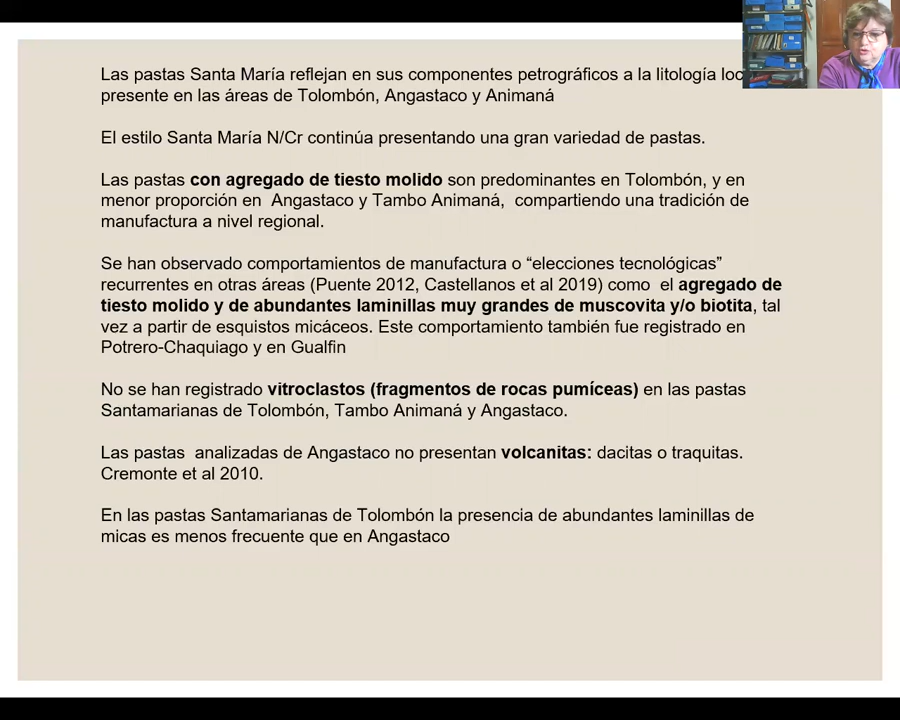 Las pastas Santa María reflejan en sus componentes petrográficos a la litología loc
presente en las áreas de Tolombón, Angastaco y Animaná
El estilo Santa María N/Cr continúa presentando una gran variedad de pastas.
Las pastas con agregado de tiesto molido son predominantes en Tolombón, y en
menor proporción en Angastaco y Tambo Animaná, compartiendo una tradición de
manufactura a nivel regional.
Se han observado comportamientos de manufactura o “elecciones tecnológicas”
recurrentes en otras áreas (Puente 2012, Castellanos et al 2019) como el agregado de
tiesto molido y de abundantes laminillas muy grandes de muscovita y/o biotita, tal
vez a partir de esquistos micáceos. Este comportamiento también fue registrado en
Potrero-Chaquiago y en Gualfin
No se han registrado vitroclastos (fragmentos de rocas pumíceas) en las pastas
Santamarianas de Tolombón, Tambo Animaná y Angastaco.
Las pastas analizadas de Angastaco no presentan volcanitas: dacitas o traquitas.
Cremonte et al 2010.
En las pastas Santamarianas de Tolombón la presencia de abundantes laminillas de
micas es menos frecuente que en Angastaco